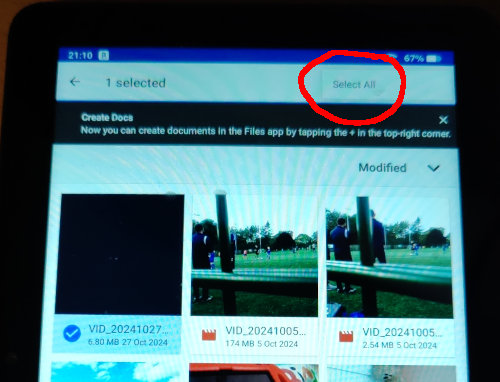 21:10 R 67%
1 selected Select All
Create Docs
Now you can create documents in the Files app by tapping the + in the top-right corner.
Modified
VID_20241027... VID_20241005... VID_20241005...
6.80 MB 27 Oct 2024 174 MB 5 Oct 2024 2.54 MB 5 Oct 2024